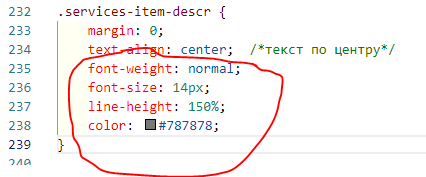 232 .services-item-descr {
233 margin: 0;
234 text-align: center; /*текст по центру*/
235 font-weight: normal;
236 font-size: 14px;
237 line-height: 150%;
238 color: #787878;
239 }
240